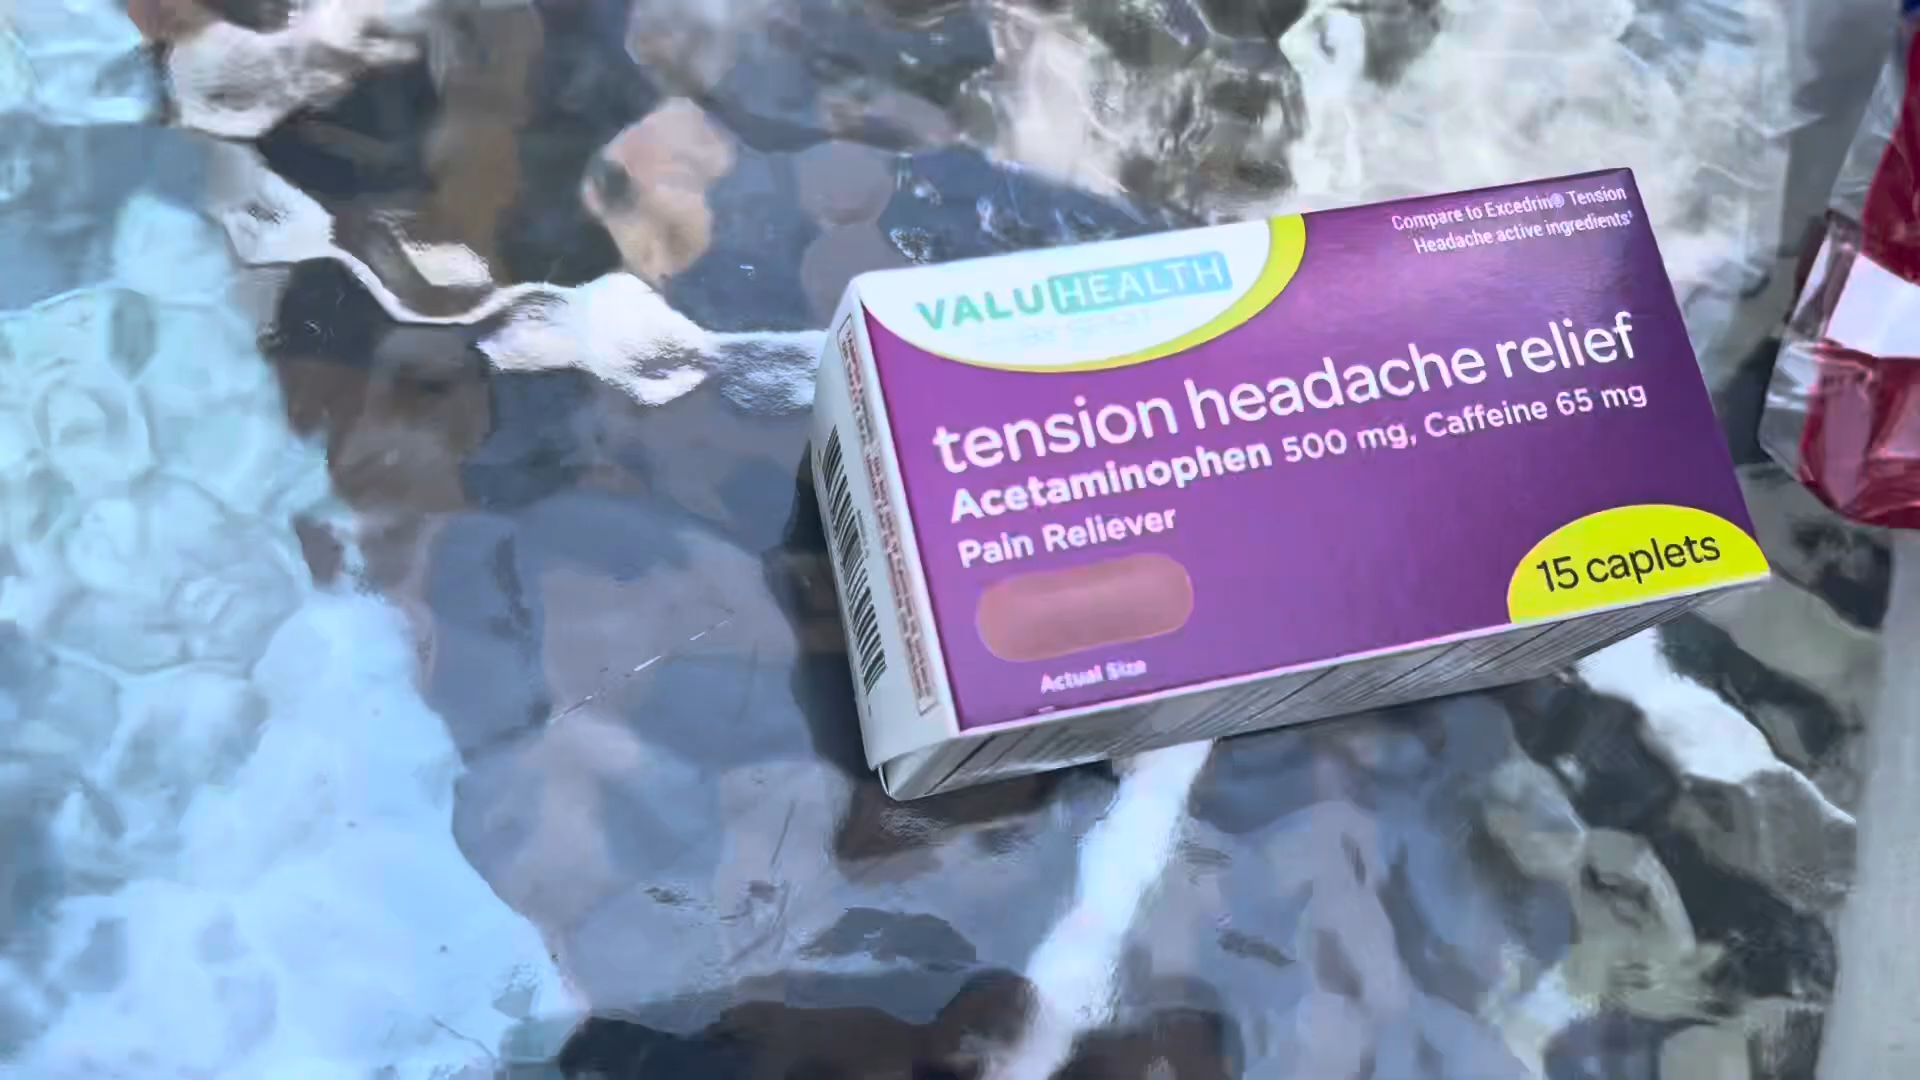 Compare to Excedrin® Tension
Headache active ingredients†
VALUHEALTH
tension headache relief
Acetaminophen 500 mg, Caffeine 65 mg
Pain Reliever
15 caplets
Actual Size